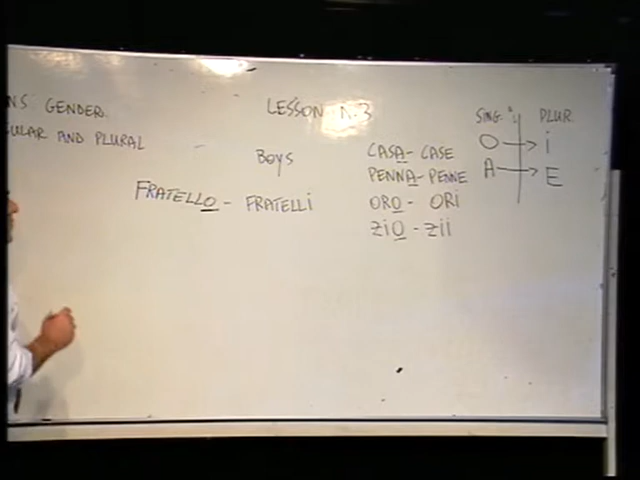 NS GENDER
ULAR AND PLURAL
LESSON N.3
BOYS
FRATELLO - FRATELLI
CASA - CASE
PENNA - PENNE
ORO - ORI
ZIO - ZII
SING. PLUR
O → i
A → E